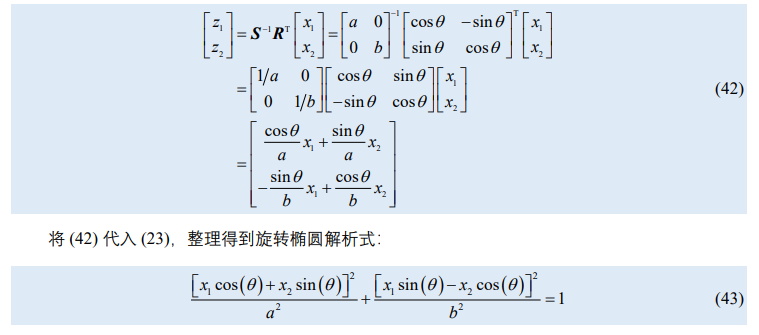 \begin{bmatrix} z_1 \\ z_2 \end{bmatrix} = \boldsymbol{S}^{-1}\boldsymbol{R}^{\mathrm{T}} \begin{bmatrix} x_1 \\ x_2 \end{bmatrix} = \begin{bmatrix} a & 0 \\ 0 & b \end{bmatrix}^{-1} \begin{bmatrix} \cos\theta & -\sin\theta \\ \sin\theta & \cos\theta \end{bmatrix}^{\mathrm{T}} \begin{bmatrix} x_1 \\ x_2 \end{bmatrix}
= \begin{bmatrix} 1/a & 0 \\ 0 & 1/b \end{bmatrix} \begin{bmatrix} \cos\theta & \sin\theta \\ -\sin\theta & \cos\theta \end{bmatrix} \begin{bmatrix} x_1 \\ x_2 \end{bmatrix} (42)
= \begin{bmatrix} \frac{\cos\theta}{a}x_1 + \frac{\sin\theta}{a}x_2 \\ -\frac{\sin\theta}{b}x_1 + \frac{\cos\theta}{b}x_2 \end{bmatrix}
将 (42) 代入 (23)，整理得到旋转椭圆解析式：
\frac{[x_1\cos(\theta)+x_2\sin(\theta)]^2}{a^2} + \frac{[x_1\sin(\theta)-x_2\cos(\theta)]^2}{b^2} = 1 (43)